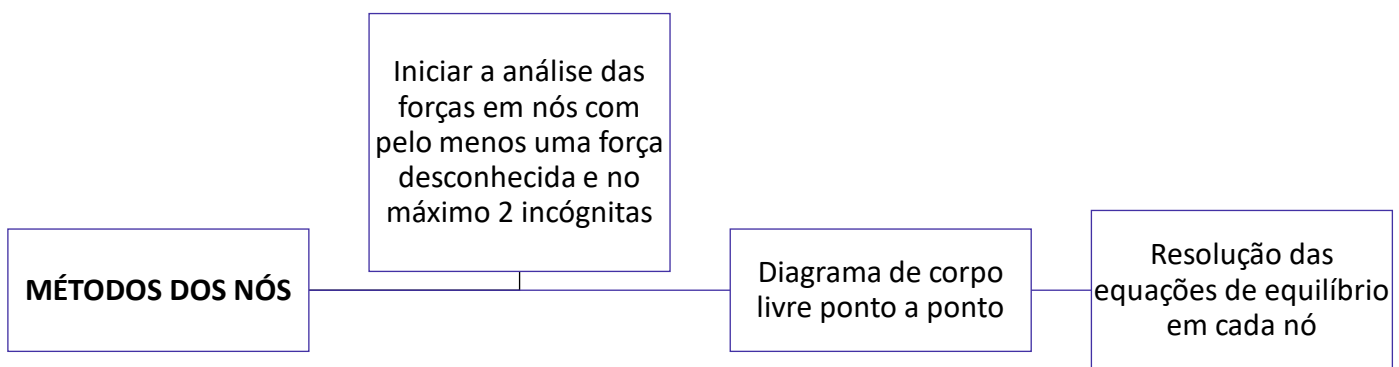 MÉTODOS DOS NÓS
Iniciar a análise das
forças em nós com
pelo menos uma força
desconhecida e no
máximo 2 incógnitas
Diagrama de corpo
livre ponto a ponto
Resolução das
equações de equilíbrio
em cada nó